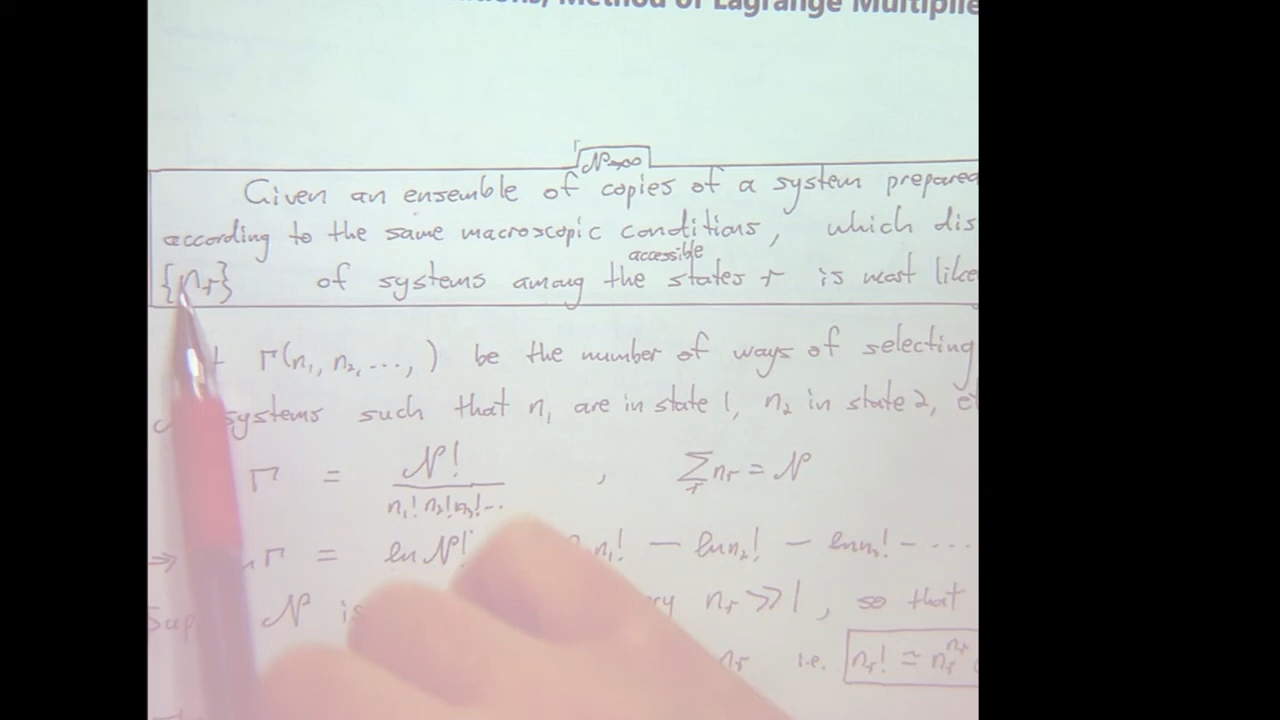 Method of Lagrange
𝒩→∞
Given an ensemble of copies of a system prepared
according to the same macroscopic conditions, which dis
accessible
{nᵣ} of systems among the states r is most like
Γ(n₁, n₂, ..., ) be the number of ways of selecting
systems such that n₁ are in state 1, n₂ in state 2, et
Γ = 𝒩! / n₁! n₂! n₃! ... , Σᵣ nᵣ = 𝒩
⇒ Γ = ln 𝒩! n₁! − ln n₂! − ln n₃! − ....
𝒩 is nᵣ ≫ 1, so that
nᵣ i.e. nᵣ! ≃ nᵣ^nᵣ